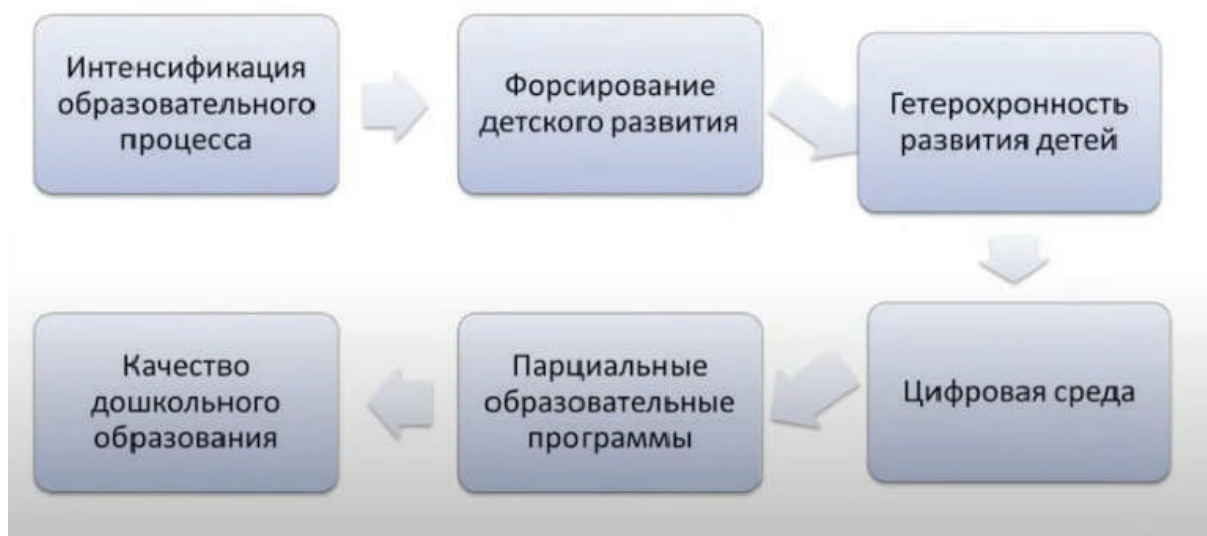 Интенсификация
образовательного
процесса
Форсирование
детского развития
Гетерохронность
развития детей
Цифровая среда
Парциальные
образовательные
программы
Качество
дошкольного
образования